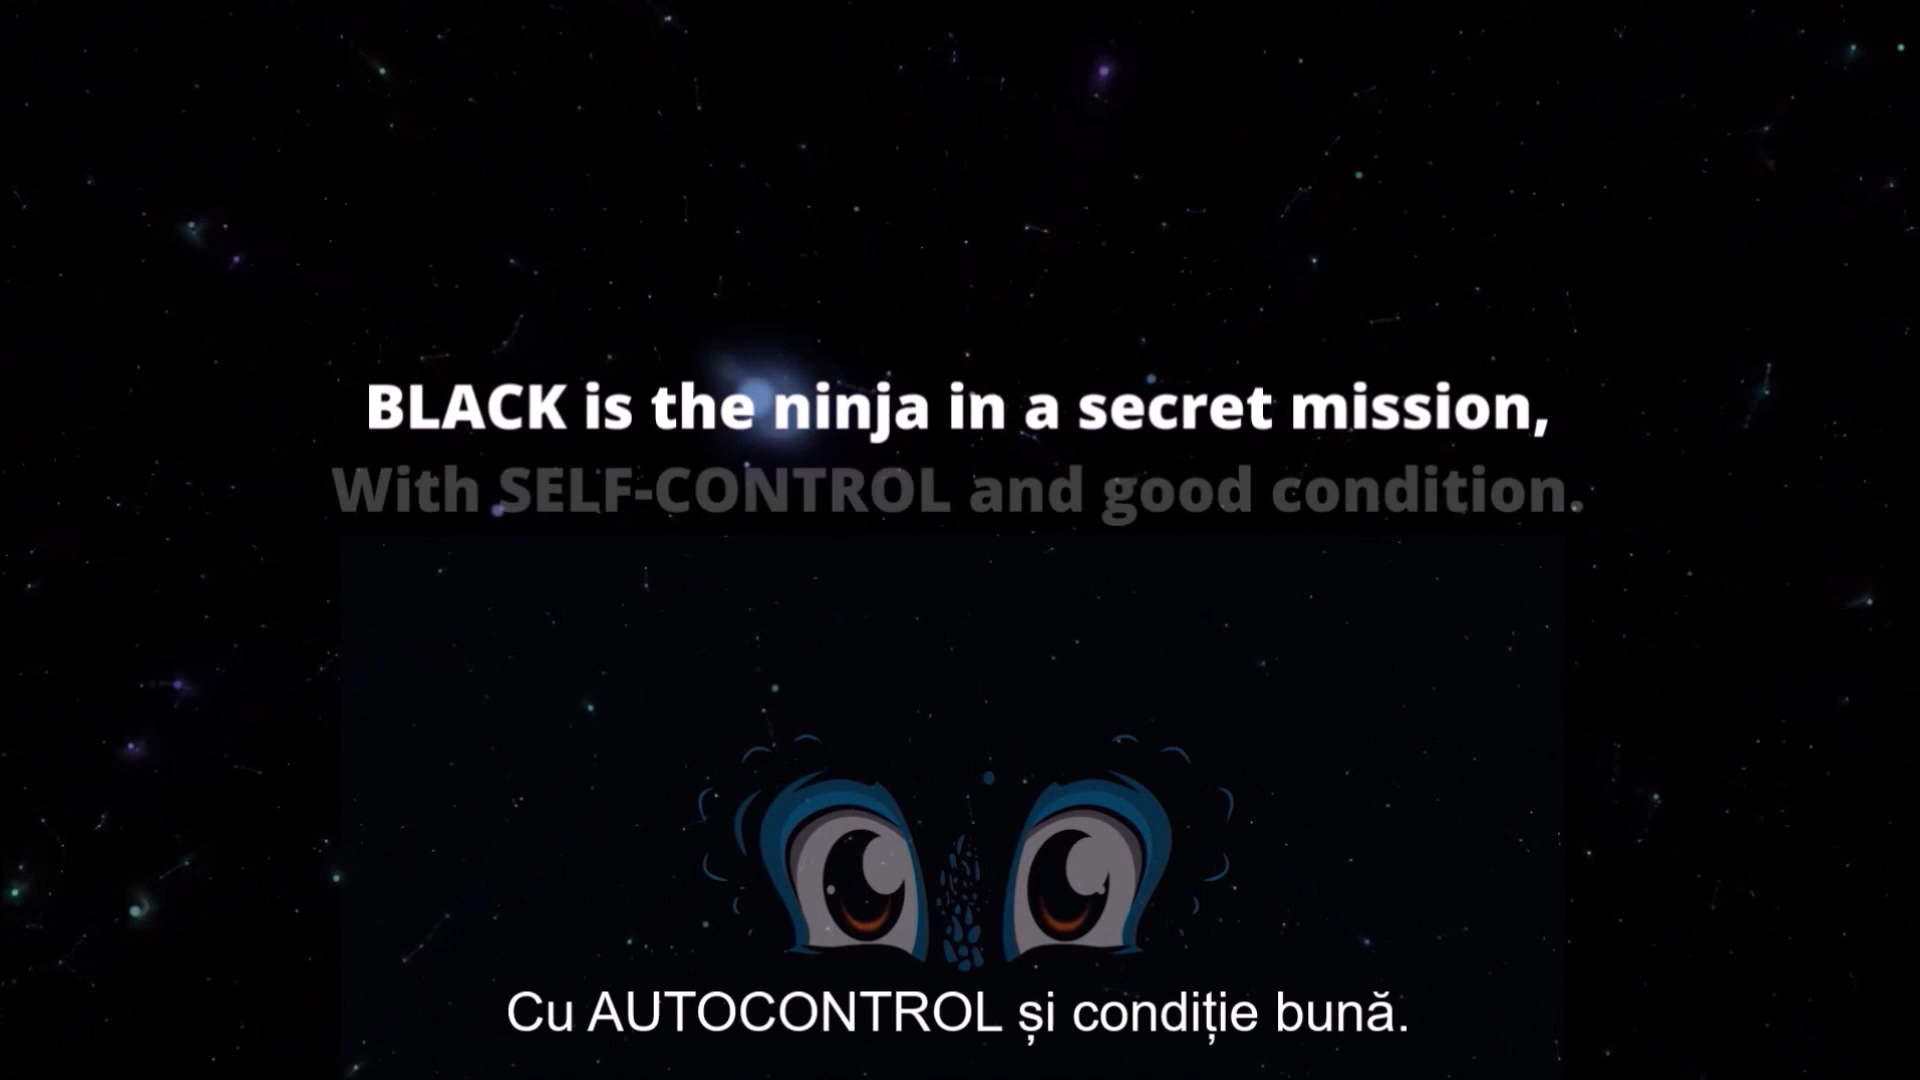 BLACK is the ninja in a secret mission,
With SELF-CONTROL and good condition.
Cu AUTOCONTROL și condiție bună.